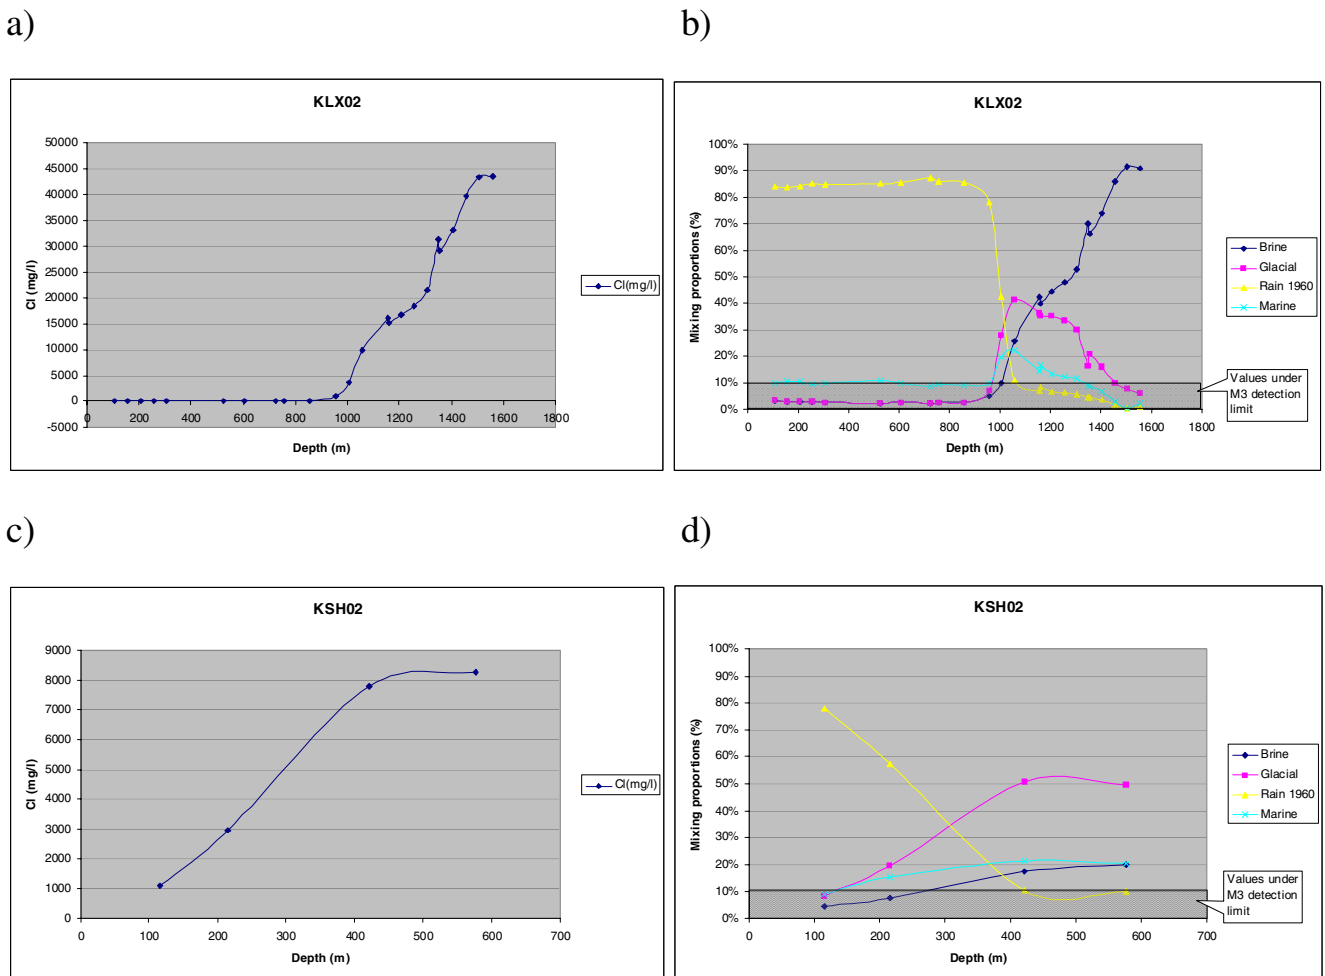 a)
b)
KLX02
Cl (mg/l)
50000
45000
40000
35000
30000
25000
20000
15000
10000
5000
0
-5000
0 200 400 600 800 1000 1200 1400 1600 1800
Depth (m)
Cl(mg/l)
KLX02
Mixing proportions (%)
100%
90%
80%
70%
60%
50%
40%
30%
20%
10%
0%
0 200 400 600 800 1000 1200 1400 1600 1800
Depth (m)
Brine
Glacial
Rain 1960
Marine
Values under
M3 detection
limit
c)
d)
KSH02
Cl (mg/l)
9000
8000
7000
6000
5000
4000
3000
2000
1000
0
0 100 200 300 400 500 600 700
Depth (m)
Cl(mg/l)
KSH02
Mixing proportions (%)
100%
90%
80%
70%
60%
50%
40%
30%
20%
10%
0%
0 100 200 300 400 500 600 700
Depth (m)
Brine
Glacial
Rain 1960
Marine
Values under
M3 detection
limit